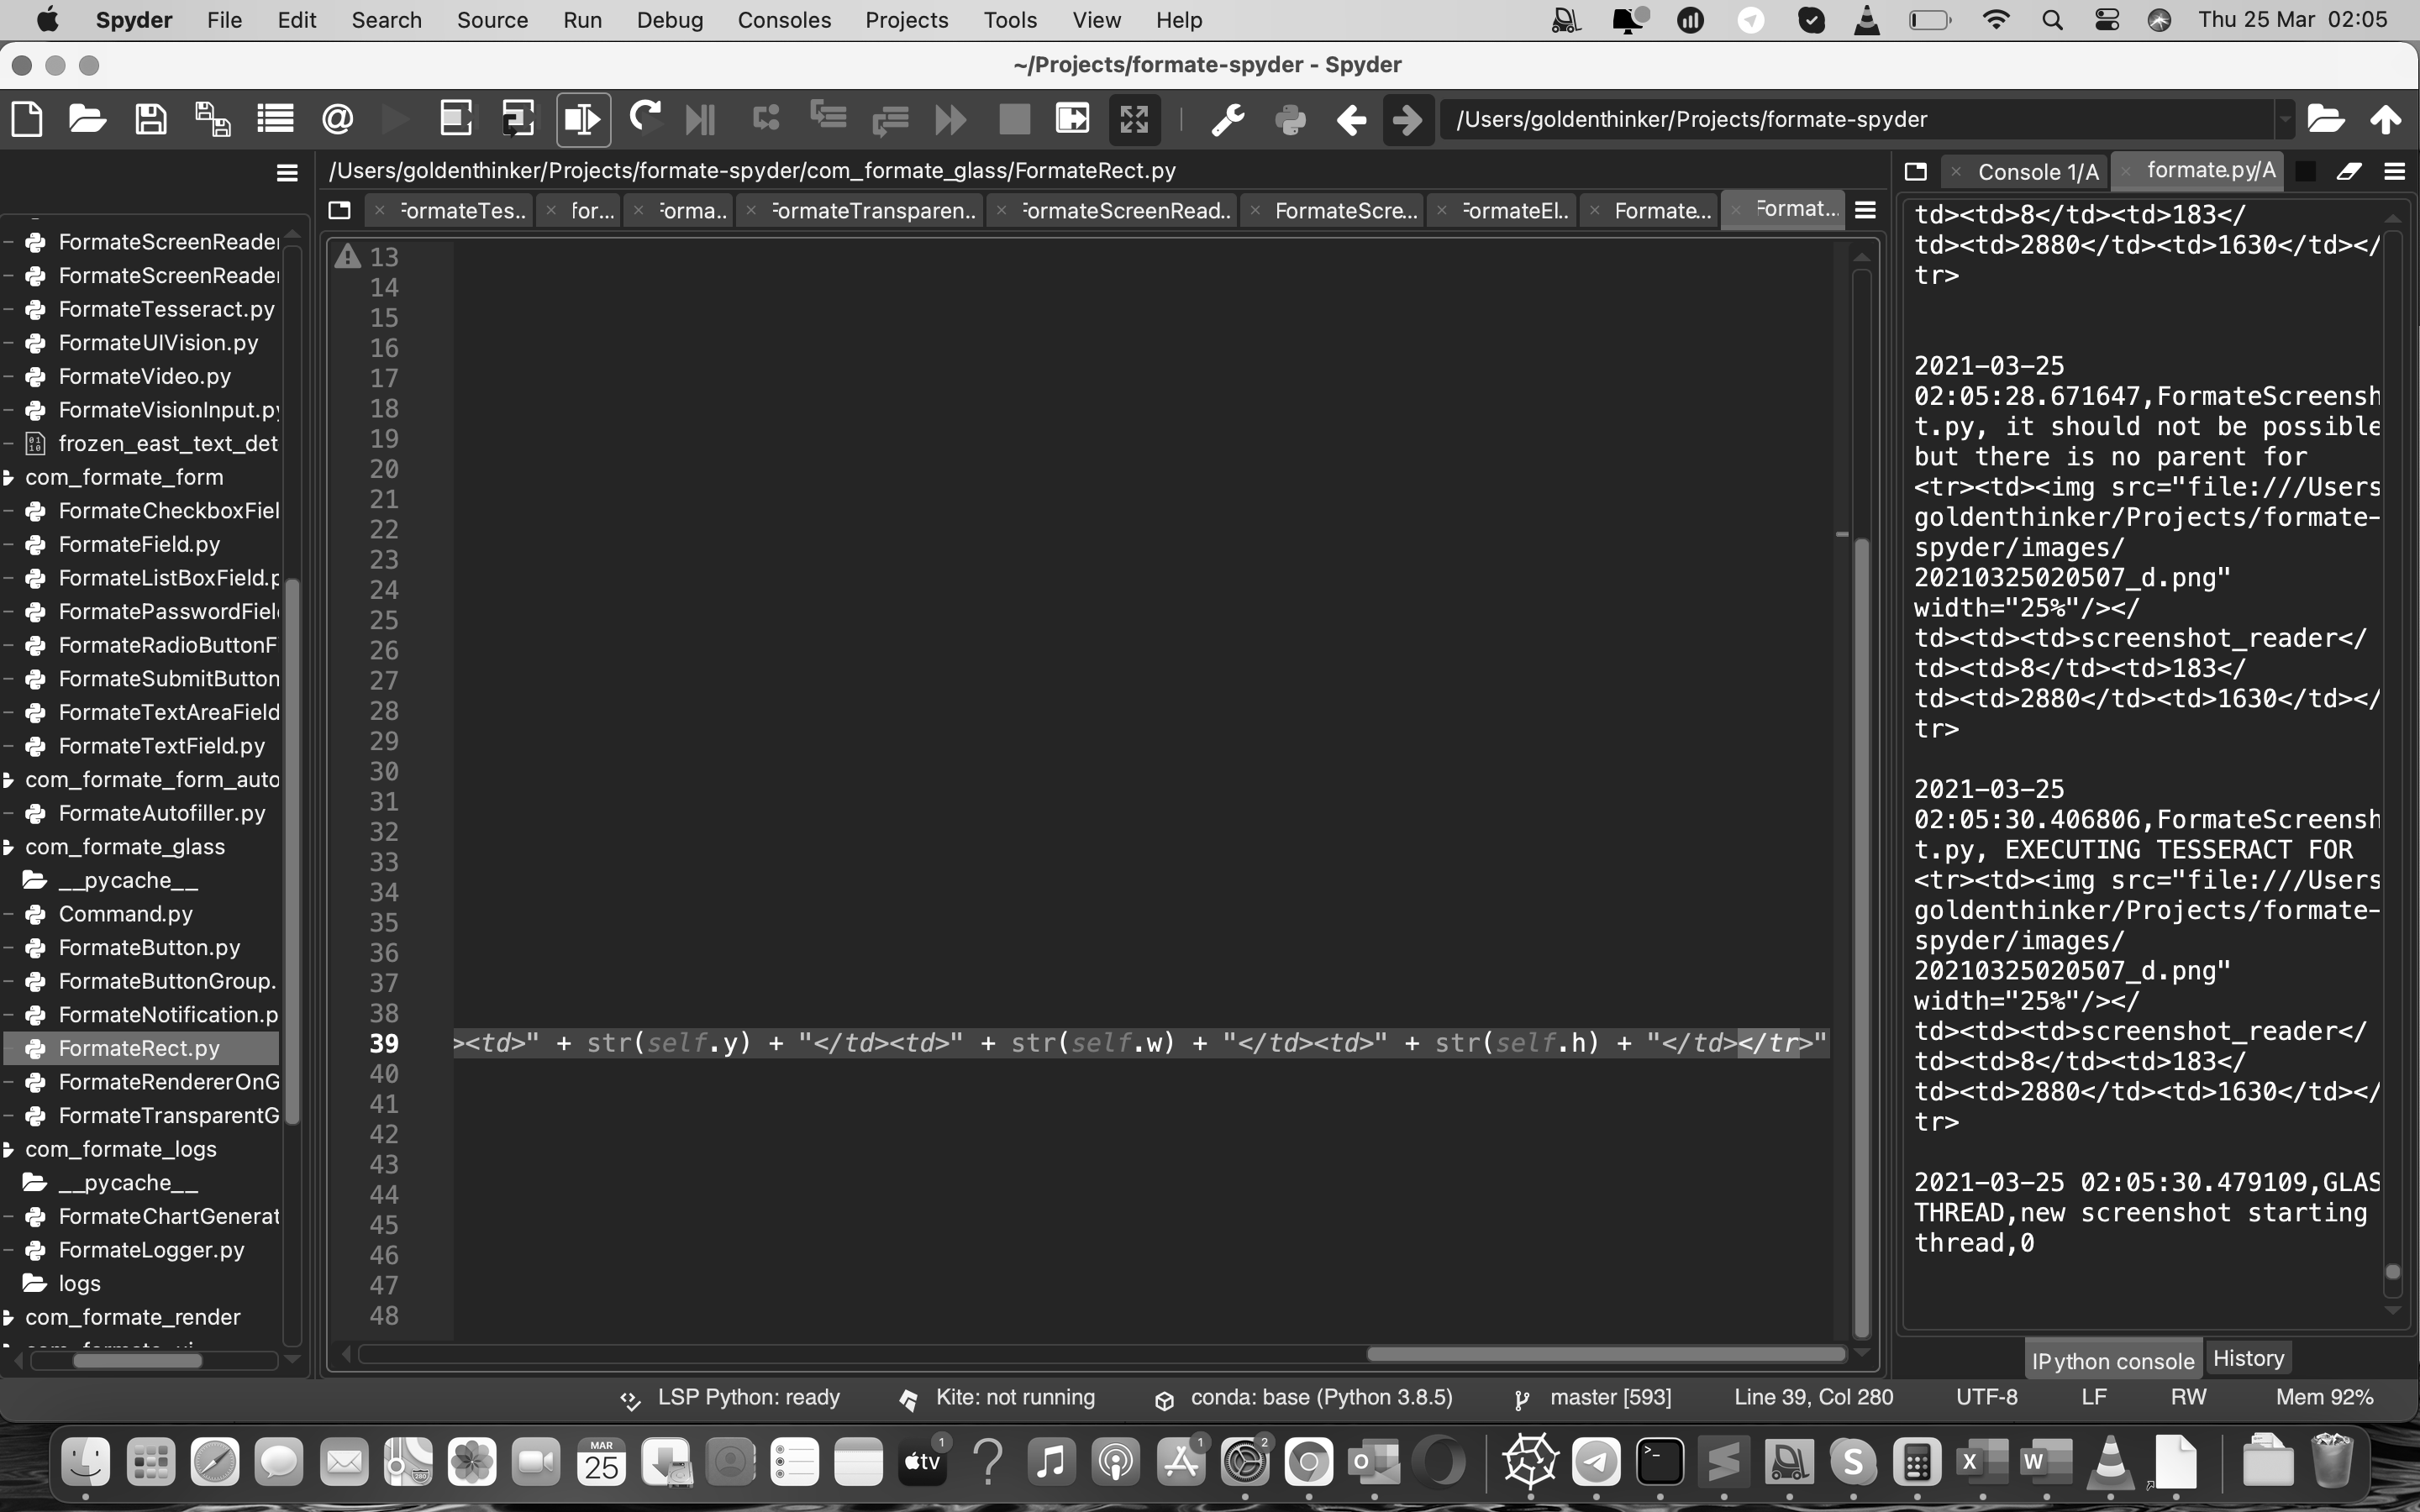 Spyder File Edit Search Source Run Debug Consoles Projects Tools View Help Thu 25 Mar 02:05
~/Projects/formate-spyder - Spyder
/Users/goldenthinker/Projects/formate-spyder
/Users/goldenthinker/Projects/formate-spyder/com_formate_glass/FormateRect.py
FormateTes.. for... Forma.. FormateTransparen.. FormateScreenRead.. FormateScre... FormateEl.. Formate... Format...
Console 1/A formate.py/A
FormateScreenReader
FormateScreenReader
FormateTesseract.py
FormateUIVision.py
FormateVideo.py
FormateVisionInput.py
frozen_east_text_det
com_formate_form
FormateCheckboxFiel
FormateField.py
FormateListBoxField.p
FormatePasswordField
FormateRadioButtonF
FormateSubmitButton
FormateTextAreaField
FormateTextField.py
com_formate_form_auto
FormateAutofiller.py
com_formate_glass
__pycache__
Command.py
FormateButton.py
FormateButtonGroup.
FormateNotification.p
FormateRect.py
FormateRendererOnG
FormateTransparentG
com_formate_logs
__pycache__
FormateChartGenerat
FormateLogger.py
logs
com_formate_render
13
14
15
16
17
18
19
20
21
22
23
24
25
26
27
28
29
30
31
32
33
34
35
36
37
38
39 ><td>" + str(self.y) + "</td><td>" + str(self.w) + "</td><td>" + str(self.h) + "</td></tr>"
40
41
42
43
44
45
46
47
48
td><td>8</td><td>183</
td><td>2880</td><td>1630</td></
tr>
2021-03-25
02:05:28.671647,FormateScreensh
t.py, it should not be possible
but there is no parent for
<tr><td><img src="file:///Users
goldenthinker/Projects/formate-
spyder/images/
20210325020507_d.png"
width="25%"/></
td><td><td>screenshot_reader</
td><td>8</td><td>183</
td><td>2880</td><td>1630</td></
tr>
2021-03-25
02:05:30.406806,FormateScreensh
t.py, EXECUTING TESSERACT FOR
<tr><td><img src="file:///Users
goldenthinker/Projects/formate-
spyder/images/
20210325020507_d.png"
width="25%"/></
td><td><td>screenshot_reader</
td><td>8</td><td>183</
td><td>2880</td><td>1630</td></
tr>
2021-03-25 02:05:30.479109,GLAS
THREAD,new screenshot starting
thread,0
IPython console History
LSP Python: ready Kite: not running conda: base (Python 3.8.5) master [593] Line 39, Col 280 UTF-8 LF RW Mem 92%
MAR
25
tv
1
1
2
280